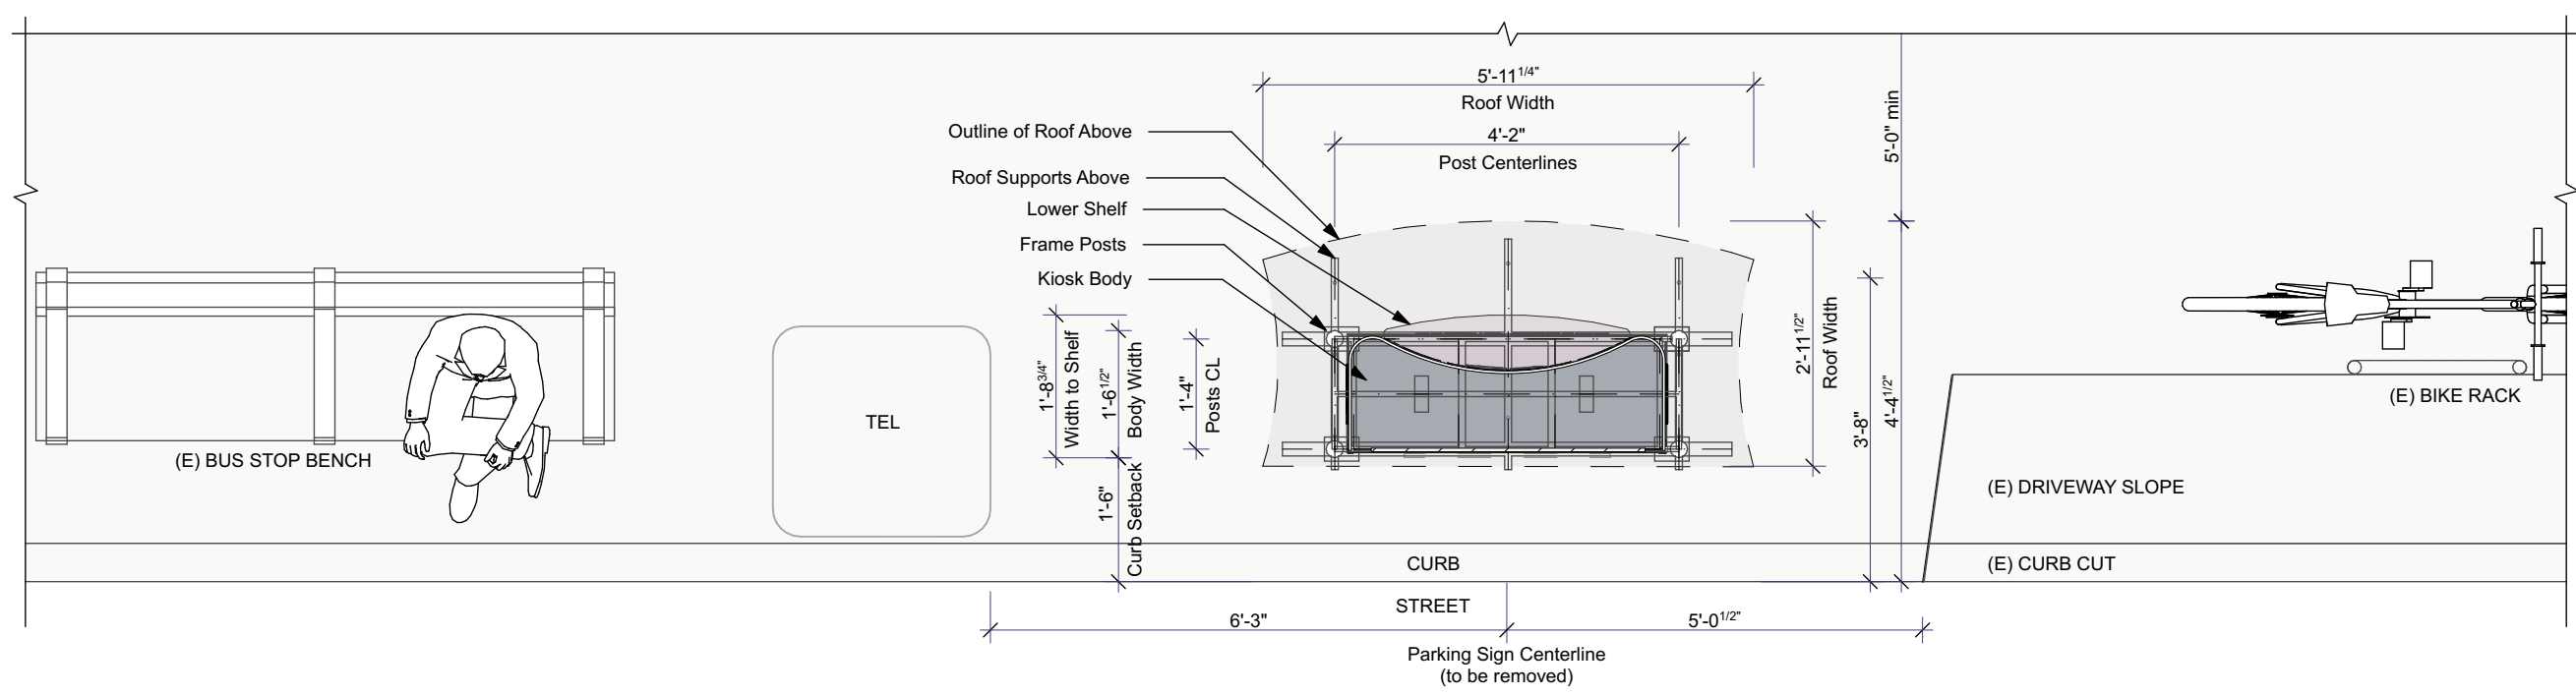 5'-11 1/4"
Roof Width
Outline of Roof Above
4'-2"
Post Centerlines
5'-0" min
Roof Supports Above
Lower Shelf
Frame Posts
Kiosk Body
1'-8 3/4"
Width to Shelf
1'-6 1/2"
Body Width
1'-4"
Posts CL
2'-11 1/2"
Roof Width
3'-8"
4'-4 1/2"
TEL
(E) BUS STOP BENCH
(E) BIKE RACK
1'-6"
Curb Setback
(E) DRIVEWAY SLOPE
CURB
(E) CURB CUT
STREET
6'-3"
5'-0 1/2"
Parking Sign Centerline
(to be removed)